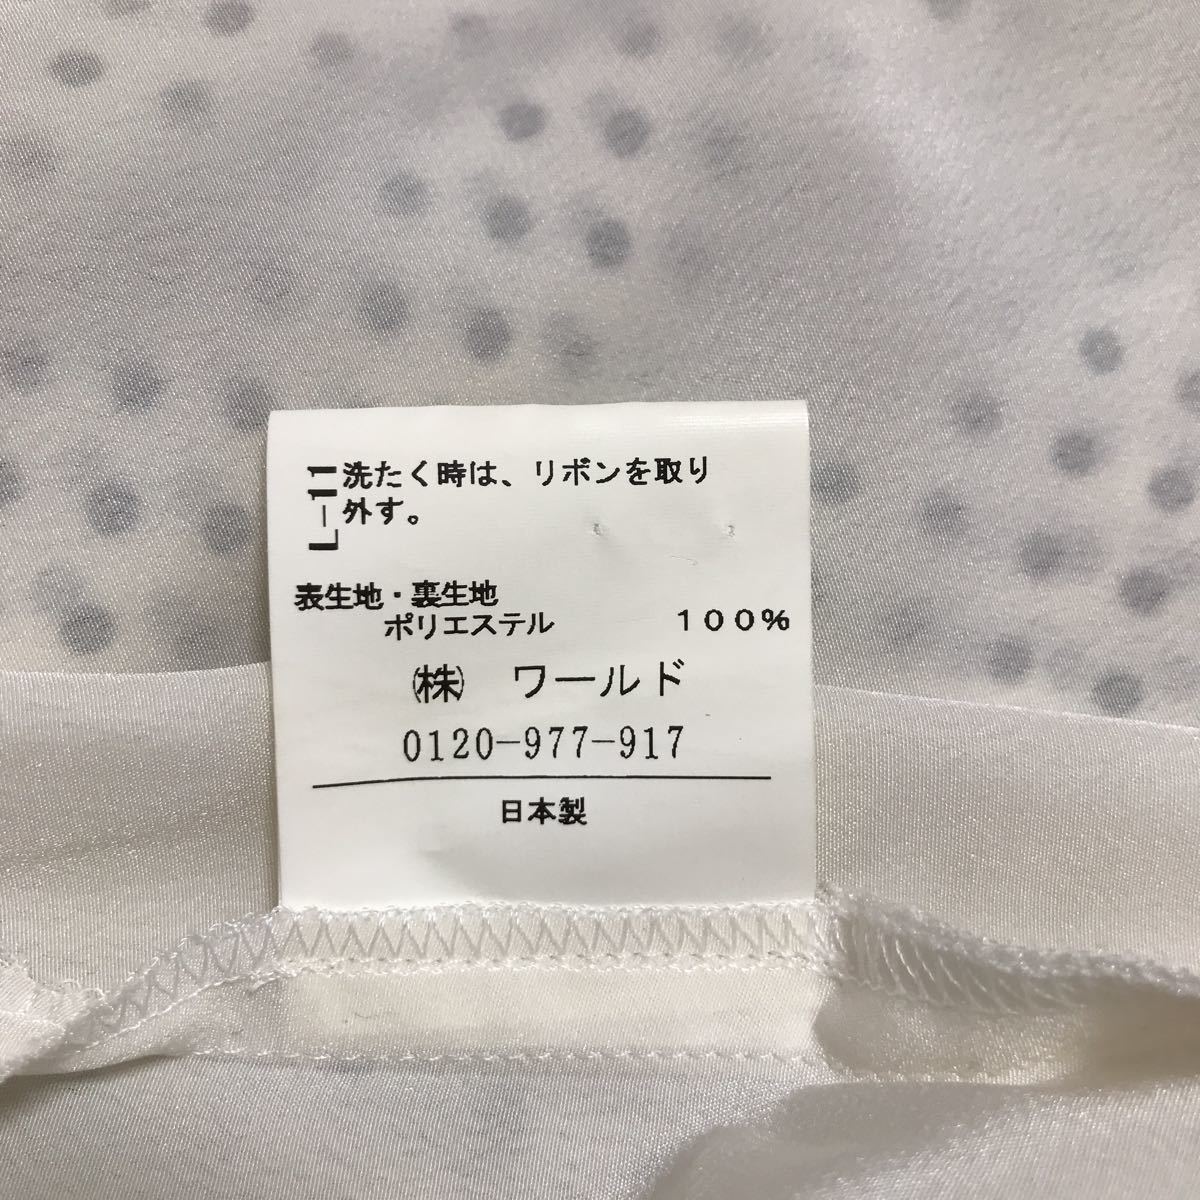 L-11
洗たく時は、リボンを取り
外す。
表生地・裏生地
ポリエステル 100%
㈱ ワールド
0120-977-917
日本製